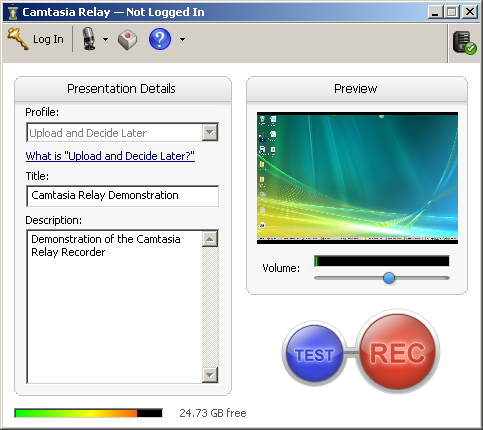 Camtasia Relay — Not Logged In
Log In
Presentation Details
Profile:
Upload and Decide Later
What is "Upload and Decide Later?"
Title:
Camtasia Relay Demonstration
Description:
Demonstration of the Camtasia
Relay Recorder
24.73 GB free
Preview
Volume:
TEST
REC